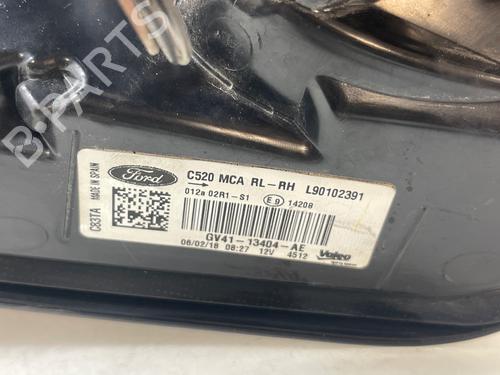 B-PARTS
MADE IN SPAIN
C83TA
Ford
C520 MCA RL-RH L90102391
012a 02R1-S1 E9 14208
GV41-13404-AE
06/02/18 08:27 12V 4512
Valeo